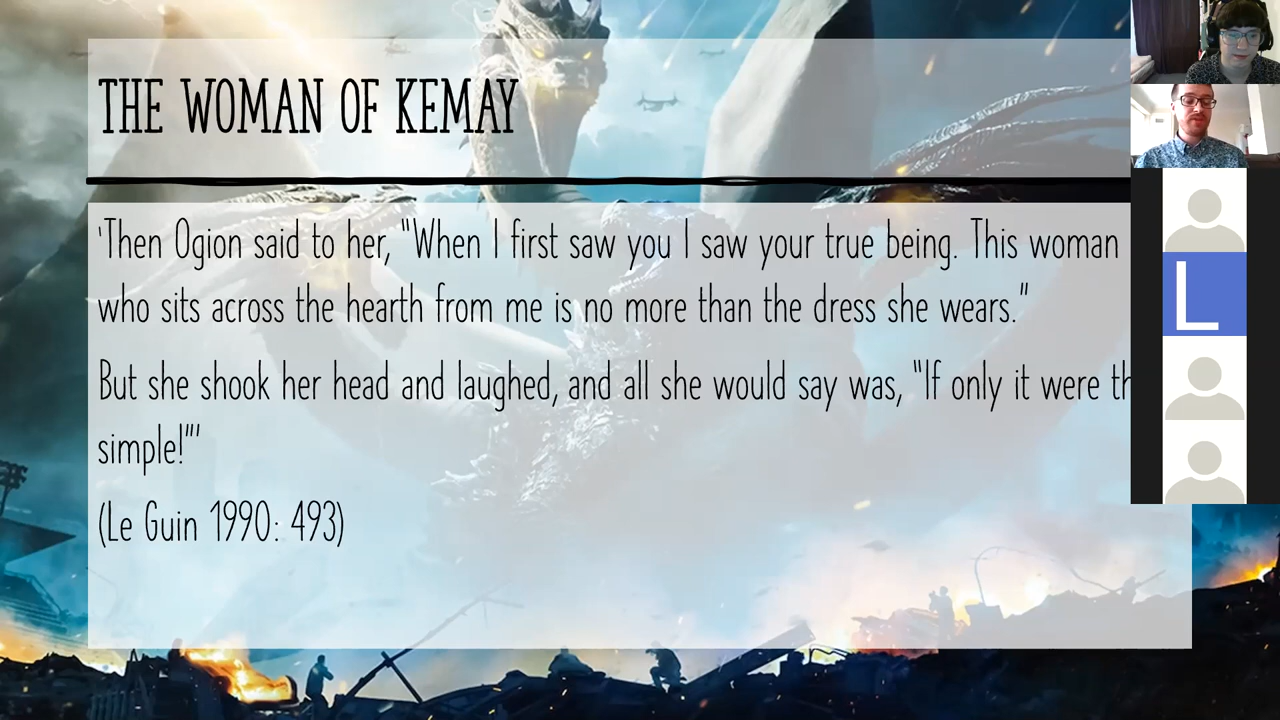 THE WOMAN OF KEMAY
'Then Ogion said to her, "When I first saw you I saw your true being. This woman
who sits across the hearth from me is no more than the dress she wears."
But she shook her head and laughed, and all she would say was, "If only it were th
simple!"'
(Le Guin 1990: 493)
L